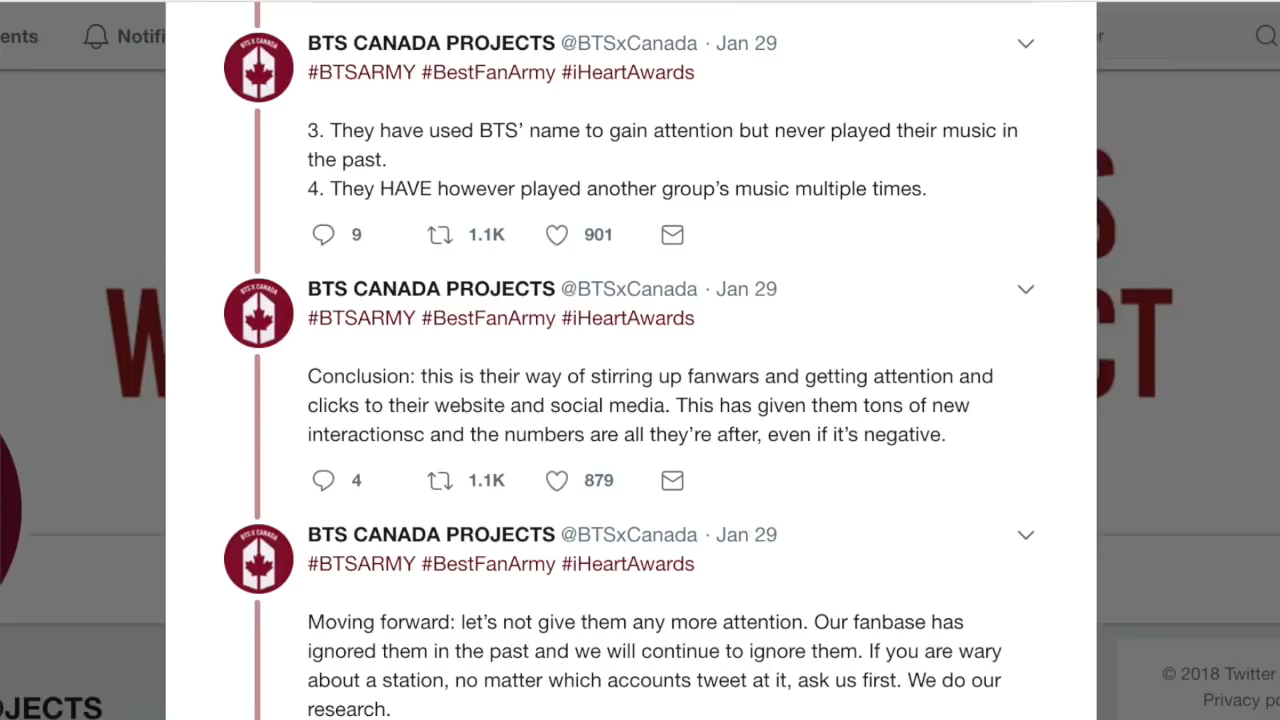 ents
Notifi
BTS CANADA PROJECTS @BTSxCanada · Jan 29
#BTSARMY #BestFanArmy #iHeartAwards
3. They have used BTS’ name to gain attention but never played their music in
the past.
4. They HAVE however played another group’s music multiple times.
9 1.1K 901
BTS CANADA PROJECTS @BTSxCanada · Jan 29
#BTSARMY #BestFanArmy #iHeartAwards
Conclusion: this is their way of stirring up fanwars and getting attention and
clicks to their website and social media. This has given them tons of new
interactionsc and the numbers are all they’re after, even if it’s negative.
4 1.1K 879
BTS CANADA PROJECTS @BTSxCanada · Jan 29
#BTSARMY #BestFanArmy #iHeartAwards
Moving forward: let’s not give them any more attention. Our fanbase has
ignored them in the past and we will continue to ignore them. If you are wary
about a station, no matter which accounts tweet at it, ask us first. We do our
research.
© 2018 Twitter
Privacy po
OJECTS